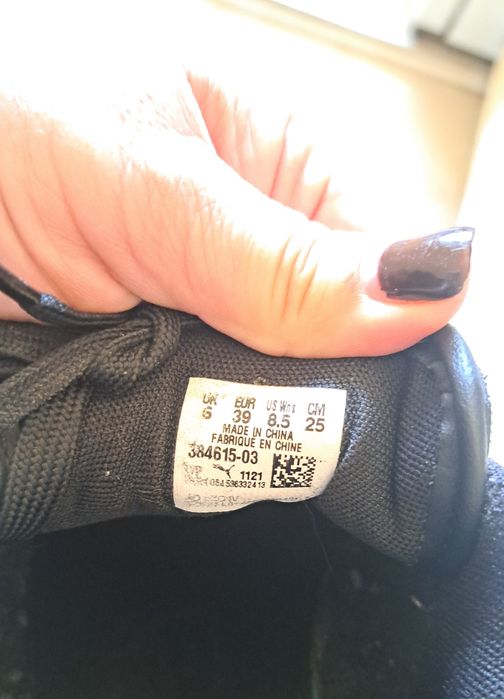 UK EUR US Wns CM
6 39 8.5 25
MADE IN CHINA
FABRIQUE EN CHINE
384615-03
1121